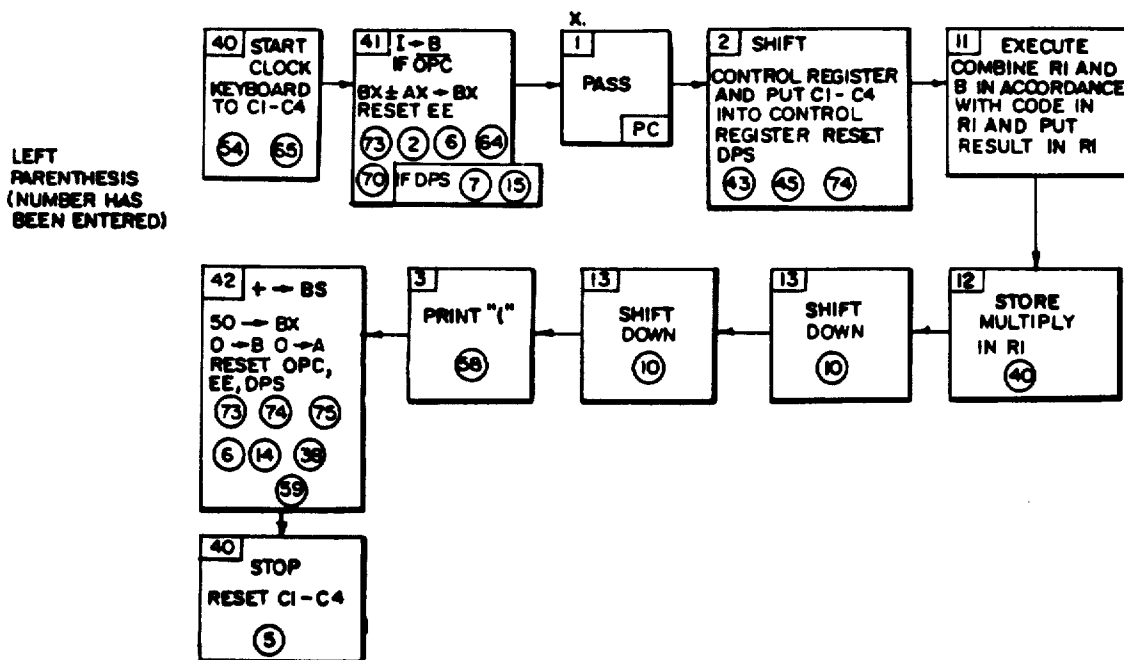 LEFT
PARENTHESIS
(NUMBER HAS
BEEN ENTERED)
40 START
CLOCK
KEYBOARD
TO C1-C4
54 65
41 I → B
IF OPC
BX ± AX → BX
RESET EE
73 2 6 64
70 IF DPS 7 15
X.
1
PASS
PC
2 SHIFT
CONTROL REGISTER
AND PUT C1-C4
INTO CONTROL
REGISTER RESET
DPS
43 45 74
11 EXECUTE
COMBINE R1 AND
B IN ACCORDANCE
WITH CODE IN
R1 AND PUT
RESULT IN R1
12
STORE
MULTIPLY
IN R1
40
13
SHIFT
DOWN
10
13
SHIFT
DOWN
10
3
PRINT "("
58
42 + → BS
50 → BX
0 → B 0 → A
RESET OPC,
EE, DPS
73 74 75
6 14 38
59
40
STOP
RESET C1-C4
5